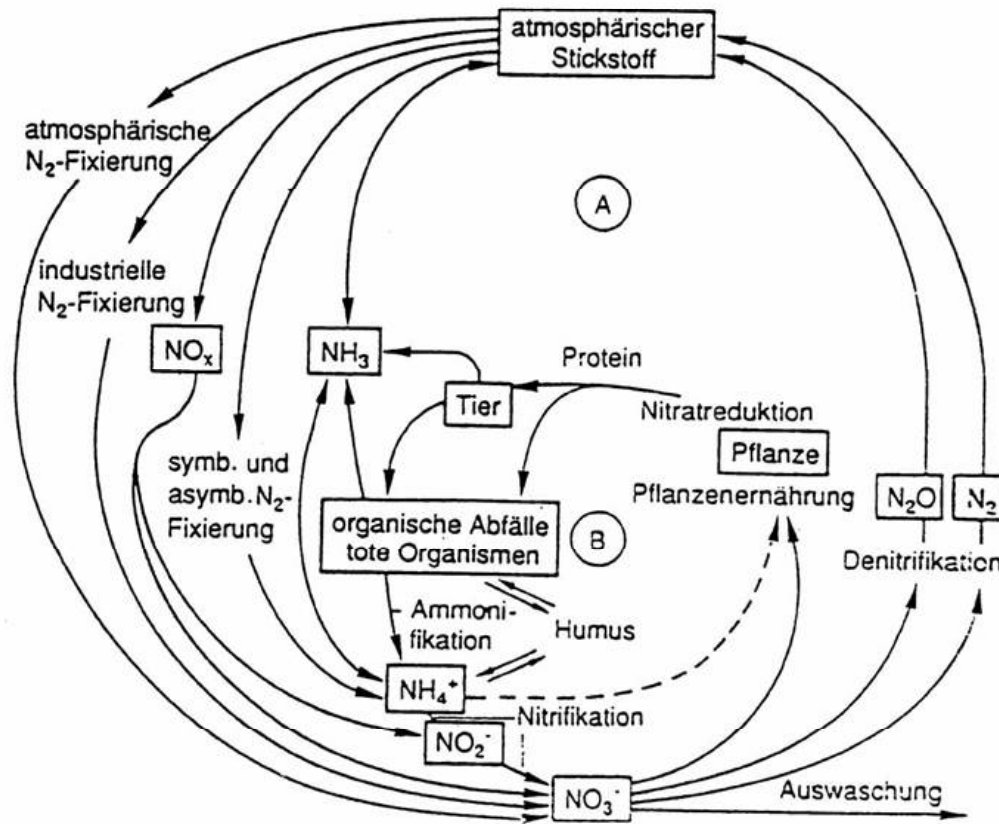 atmosphärischer
Stickstoff
atmosphärische
N₂-Fixierung
A
industrielle
N₂-Fixierung
NOₓ
NH₃
Protein
Tier
Nitratreduktion
Pflanze
Pflanzenernährung
symb. und
asymb. N₂-
Fixierung
N₂O
N₂
organische Abfälle
tote Organismen
B
Denitrifikation
Ammoni-
fikation
Humus
NH₄⁺
Nitrifikation
NO₂⁻
NO₃⁻
Auswaschung